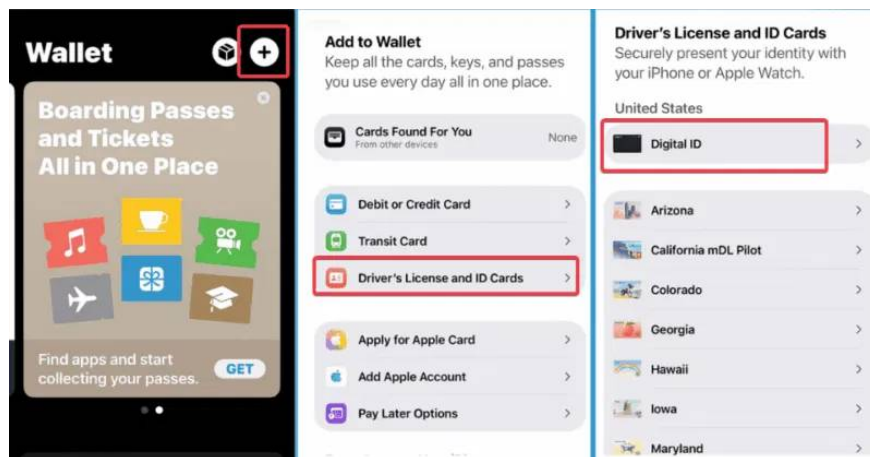 Wallet
Boarding Passes
and Tickets
All in One Place
Find apps and start
collecting your passes.
GET
Add to Wallet
Keep all the cards, keys, and passes
you use every day all in one place.
Cards Found For You
From other devices
None
Debit or Credit Card
Transit Card
Driver's License and ID Cards
Apply for Apple Card
Add Apple Account
Pay Later Options
Driver's License and ID Cards
Securely present your identity with
your iPhone or Apple Watch.
United States
Digital ID
Arizona
California mDL Pilot
Colorado
Georgia
Hawaii
Iowa
Maryland